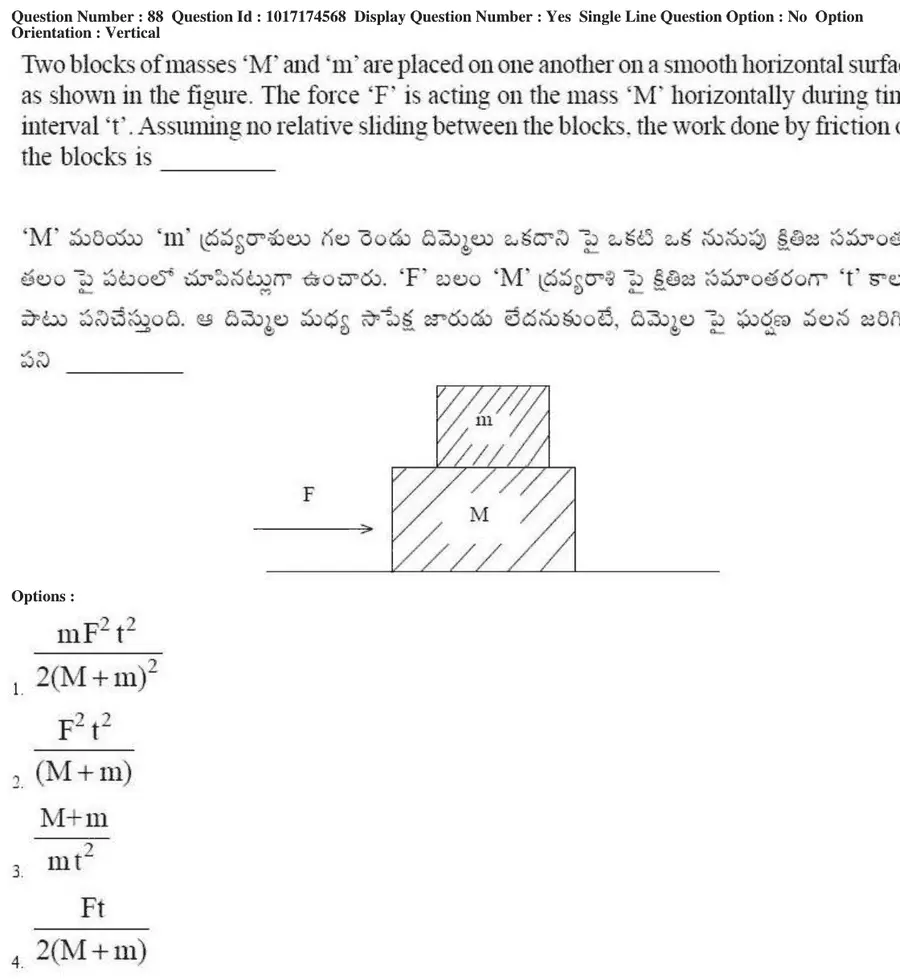 Question Number : 88 Question Id : 1017174568 Display Question Number : Yes Single Line Question Option : No Option
Orientation : Vertical
Two blocks of masses ‘M’ and ‘m’ are placed on one another on a smooth horizontal surfa
as shown in the figure. The force ‘F’ is acting on the mass ‘M’ horizontally during tim
interval ‘t’. Assuming no relative sliding between the blocks, the work done by friction o
the blocks is ________
‘M’ మరియు ‘m’ ద్రవ్యరాశులు గల రెండు దిమ్మెలు ఒకదాని పై ఒకటి ఒక నునుపు క్షితిజ సమాంత
తలం పై పటంలో చూపినట్లుగా ఉంచారు. ‘F’ బలం ‘M’ ద్రవ్యరాశి పై క్షితిజ సమాంతరంగా ‘t’ కాల
పాటు పనిచేస్తుంది. ఆ దిమ్మెల మధ్య సాపేక్ష జారుడు లేదనుకుంటే, దిమ్మెల పై ఘర్షణ వలన జరిగి
పని ________
m
F
M
Options :
1. mF² t² / 2(M+m)²
2. F² t² / (M+m)
3. M+m / mt²
4. Ft / 2(M+m)